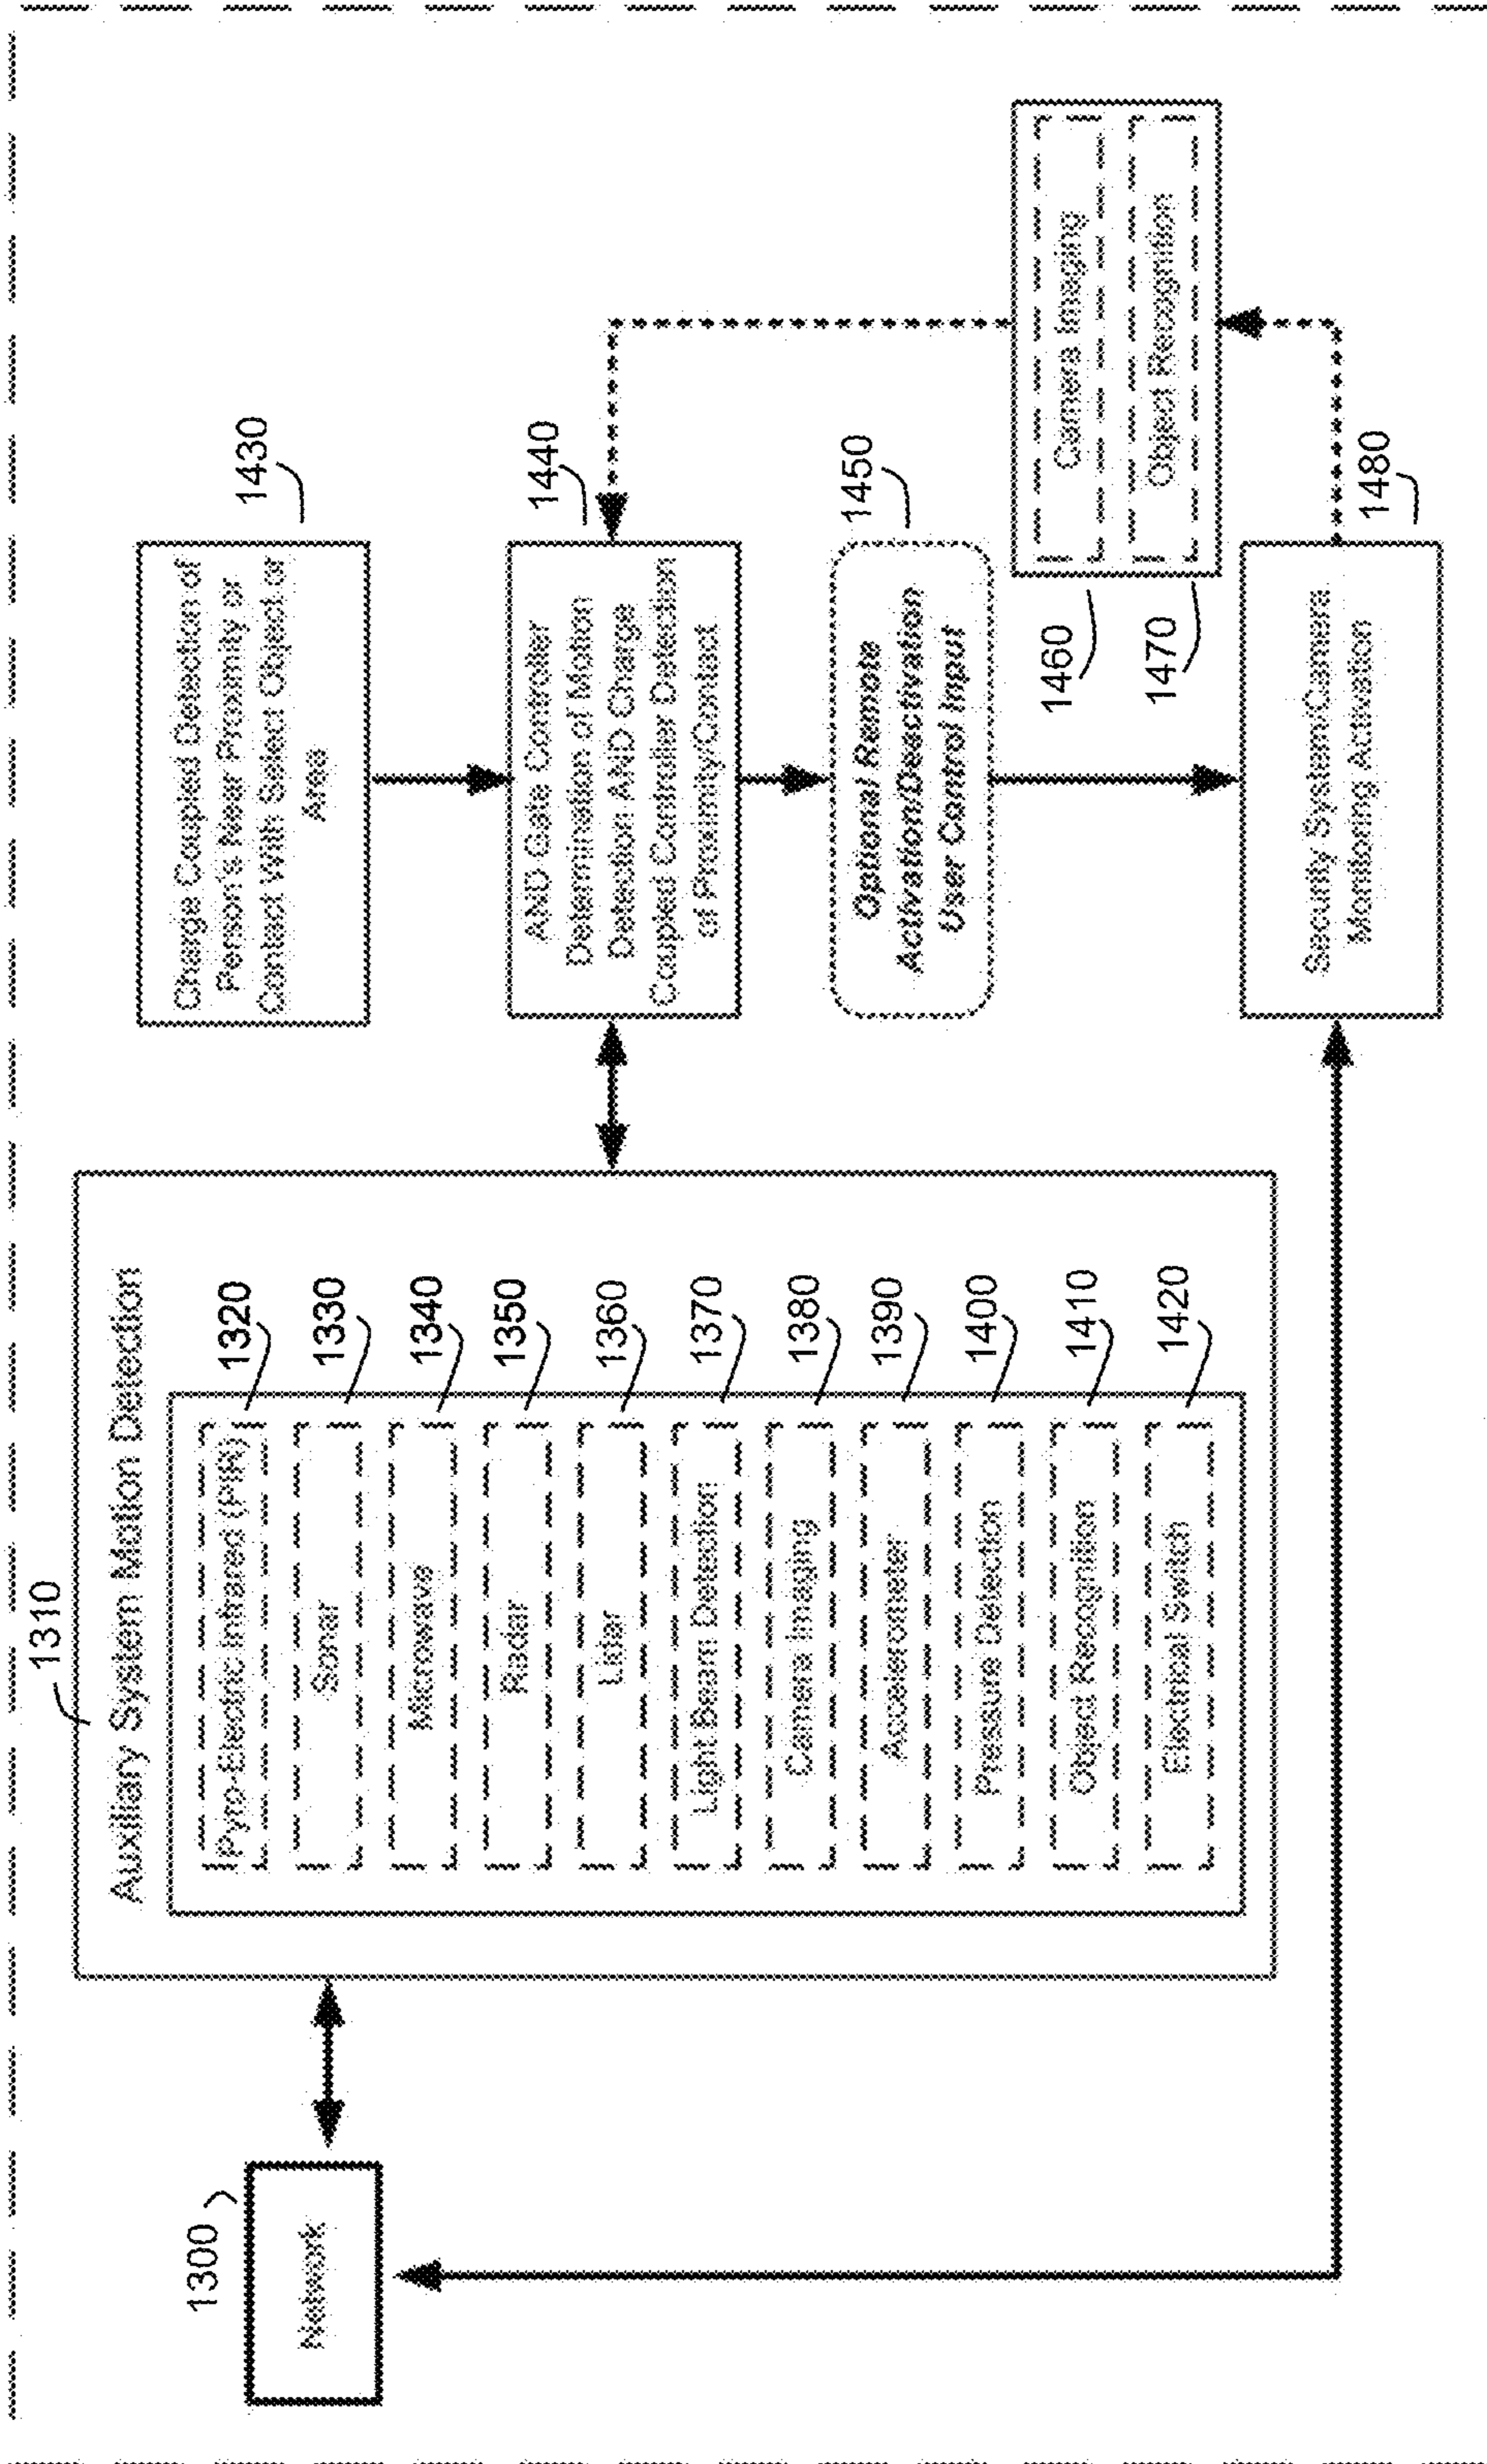 1300
Network
1310
Auxiliary System Motion Detection
Pyro-Electric Infrared (PIR)
1320
Sonar
1330
Microwave
1340
Radar
1350
Lidar
1360
Light Beam Detection
1370
Camera Imaging
1380
Accelerometer
1390
Pressure Detection
1400
Object Recognition
1410
Electrical Switch
1420
1430
Charge Coupled Detection of
Person's Near Proximity or
Contact With Select Object or
Area
1440
AND Gate Controller
Determination of Motion
Detection AND Charge
Coupled Controller Detection
of Proximity/Contact
1450
Optional Remote
Activation/Deactivation
User Control Input
1460
Camera Imaging
1470
Object Recognition
1480
Security System/Camera
Monitoring Activation